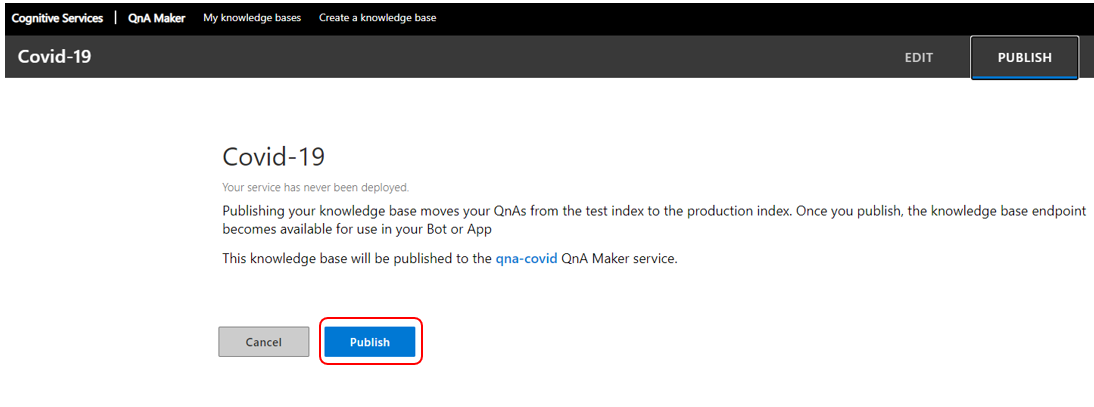 Cognitive Services | QnA Maker My knowledge bases Create a knowledge base
Covid-19 EDIT PUBLISH
Covid-19
Your service has never been deployed.
Publishing your knowledge base moves your QnAs from the test index to the production index. Once you publish, the knowledge base endpoint
becomes available for use in your Bot or App
This knowledge base will be published to the qna-covid QnA Maker service.
Cancel Publish